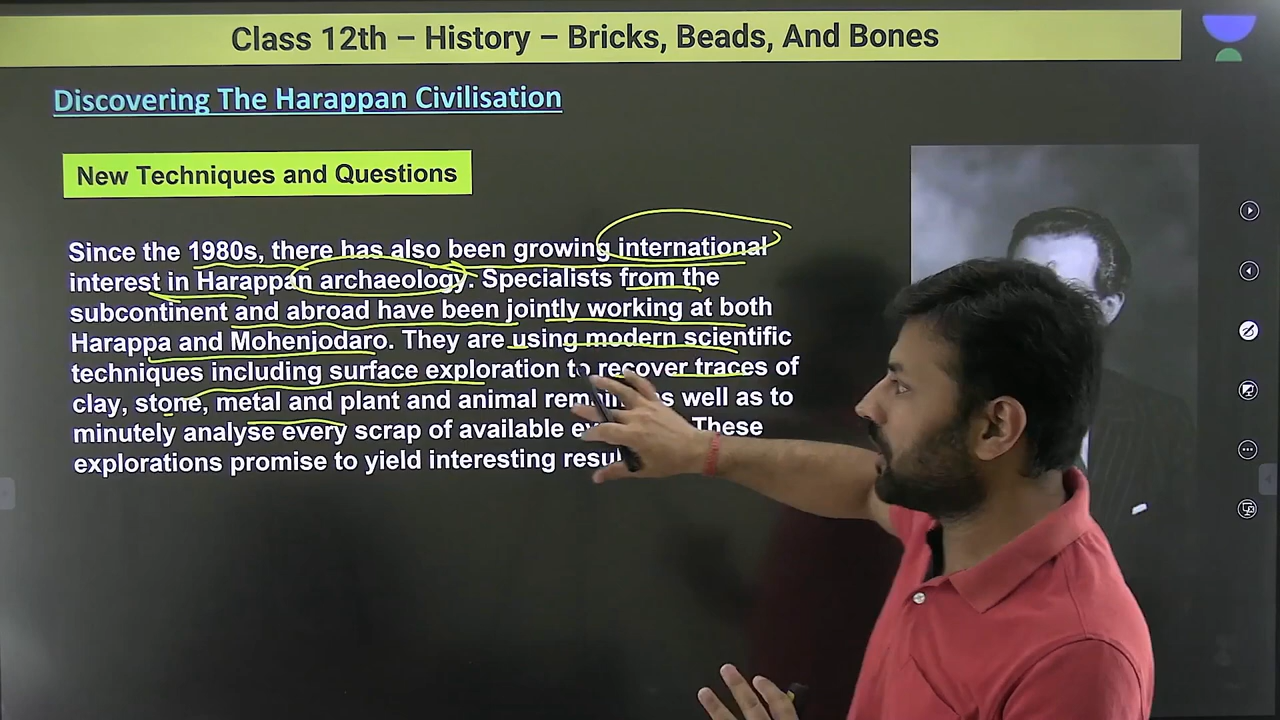 Class 12th – History – Bricks, Beads, And Bones
Discovering The Harappan Civilisation
New Techniques and Questions
Since the 1980s, there has also been growing international
interest in Harappan archaeology. Specialists from the
subcontinent and abroad have been jointly working at both
Harappa and Mohenjodaro. They are using modern scientific
techniques including surface exploration to recover traces of
clay, stone, metal and plant and animal remains as well as to
minutely analyse every scrap of available These
explorations promise to yield interesting